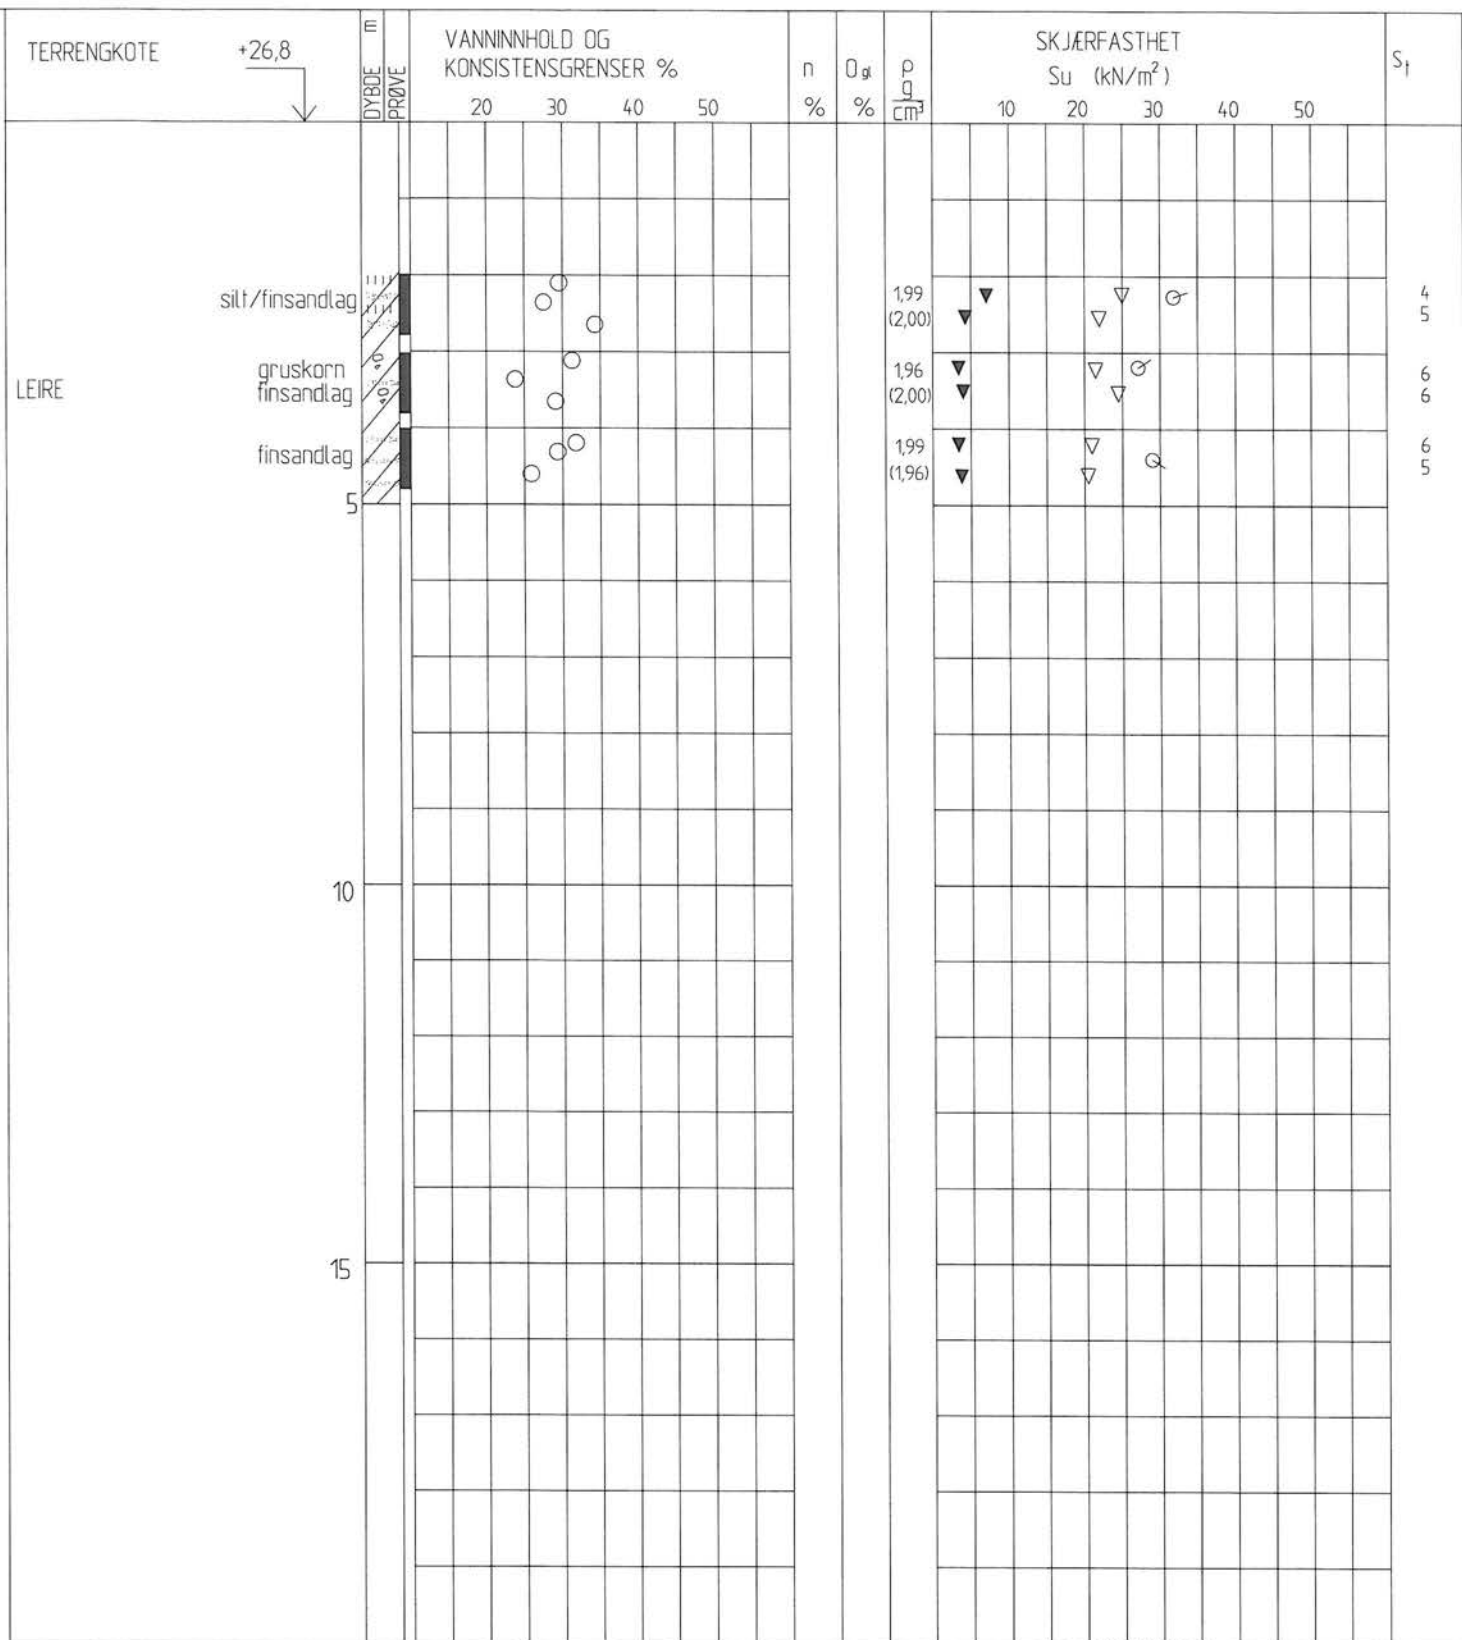 TERRENGKOTE +26,8
m
DYBDE
PRØVE
VANNINNHOLD OG
KONSISTENSGRENSER %
20 30 40 50
n
%
O gl
%
ρ
g
cm³
SKJÆRFASTHET
Su (kN/m²)
10 20 30 40 50
St
silt/finsandlag
1,99
(2,00)
4
5
LEIRE
gruskorn
finsandlag
1,96
(2,00)
6
6
finsandlag
1,99
(1,96)
6
5
5
10
15